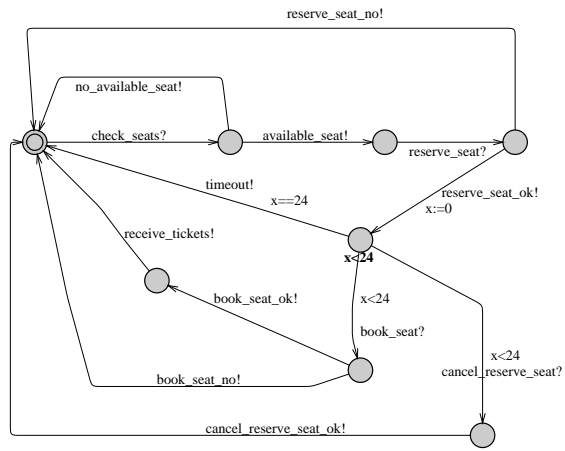 reserve_seat_no!
no_available_seat!
check_seats?
available_seat!
reserve_seat?
timeout!
x==24
reserve_seat_ok!
x:=0
receive_tickets!
x<24
book_seat_ok!
x<24
book_seat?
x<24
cancel_reserve_seat?
book_seat_no!
cancel_reserve_seat_ok!